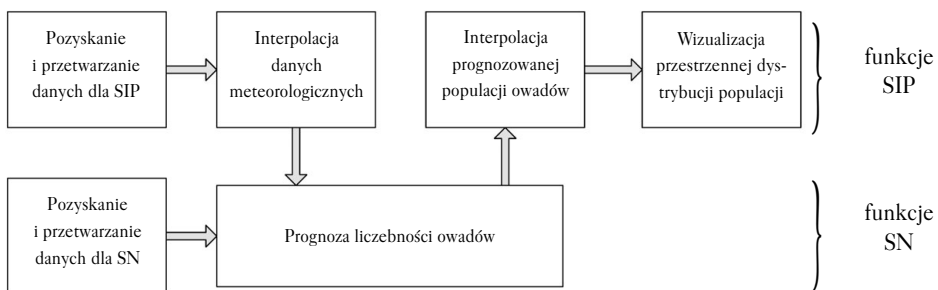 Pozyskanie
i przetwarzanie
danych dla SIP
Interpolacja
danych
meteorologicznych
Interpolacja
prognozowanej
populacji owadów
Wizualizacja
przestrzennej dys-
trybucji populacji
funkcje
SIP
Pozyskanie
i przetwarzanie
danych dla SN
Prognoza liczebności owadów
funkcje
SN